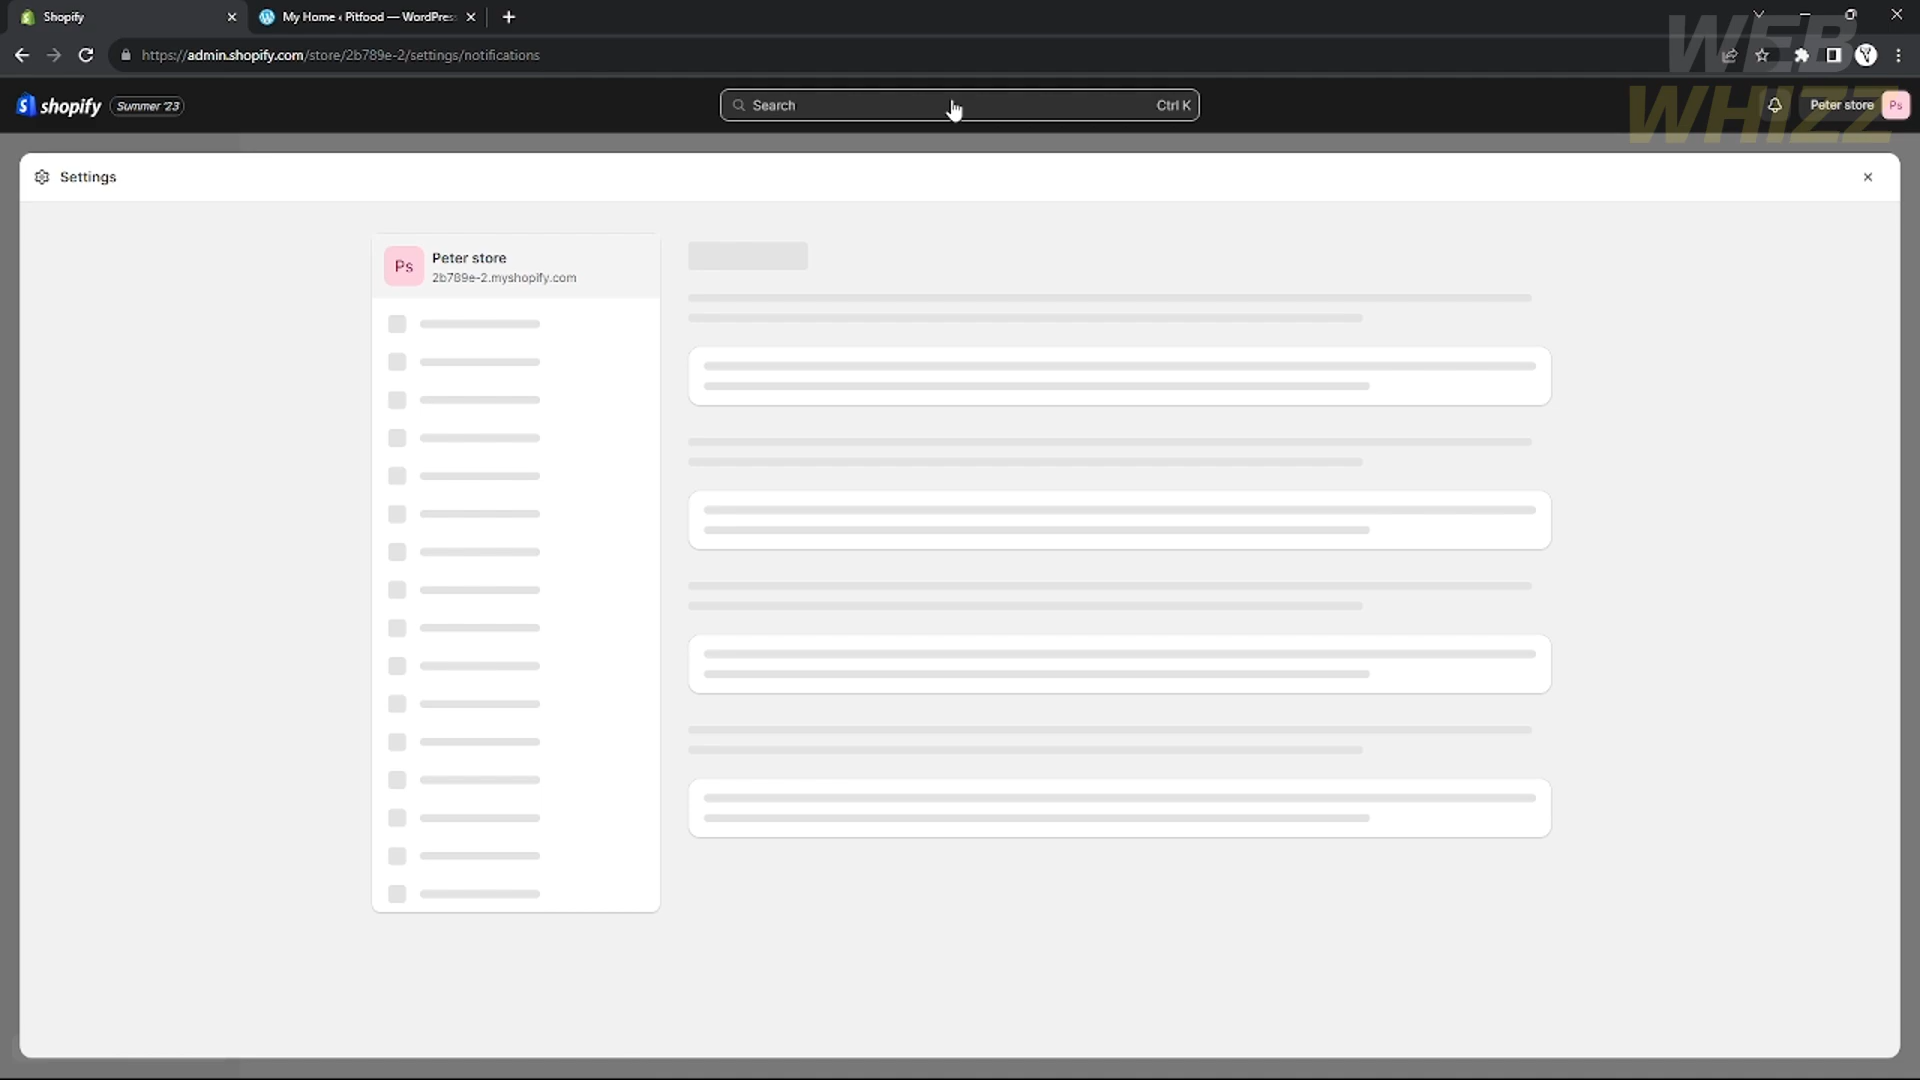 Shopify
My Home ‹ Pitfood — WordPres
https://admin.shopify.com/store/2b789e-2/settings/notifications
WEB
WHIZZ
shopify
Summer '23
Search
Ctrl K
Peter store
Ps
Settings
Ps
Peter store
2b789e-2.myshopify.com